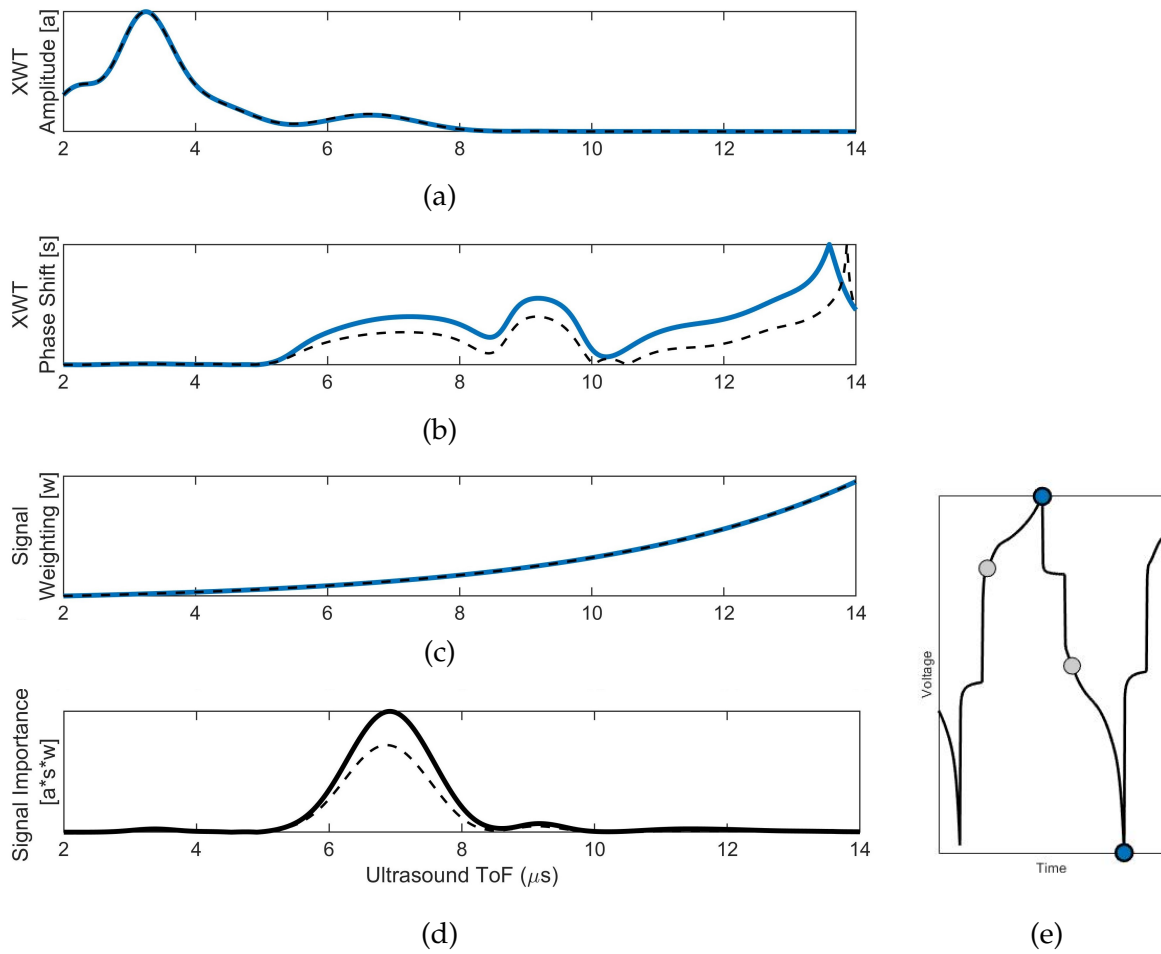 XWT
Amplitude [a]
2 4 6 8 10 12 14
(a)
XWT
Phase Shift [s]
2 4 6 8 10 12 14
(b)
Signal
Weighting [w]
2 4 6 8 10 12 14
(c)
Signal Importance
[a*s*w]
2 4 6 8 10 12 14
Ultrasound ToF (μs)
(d)
Voltage
Time
(e)